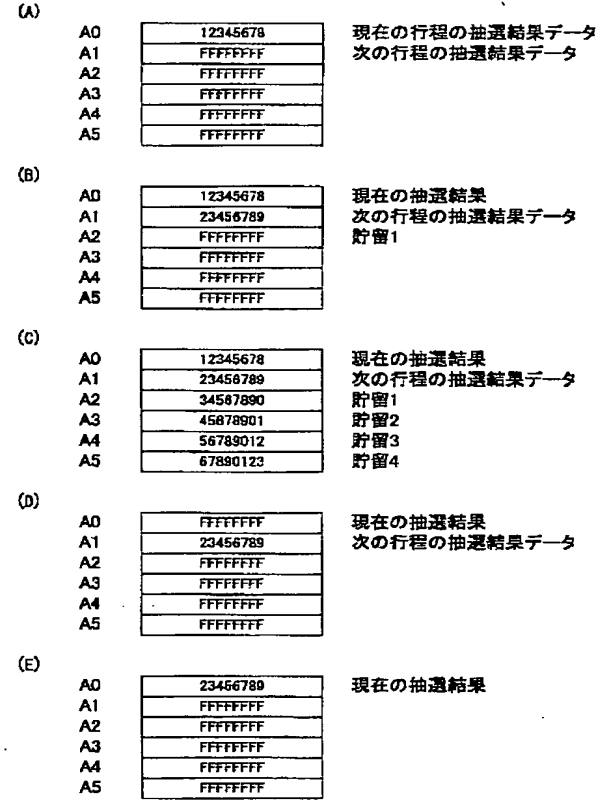 (A)
A0 12345678 現在の行程の抽選結果データ
A1 FFFFFFFF 次の行程の抽選結果データ
A2 FFFFFFFF
A3 FFFFFFFF
A4 FFFFFFFF
A5 FFFFFFFF
(B)
A0 12345678 現在の抽選結果
A1 23456789 次の行程の抽選結果データ
A2 FFFFFFFF 貯留1
A3 FFFFFFFF
A4 FFFFFFFF
A5 FFFFFFFF
(C)
A0 12345678 現在の抽選結果
A1 23456789 次の行程の抽選結果データ
A2 34567890 貯留1
A3 45678901 貯留2
A4 56789012 貯留3
A5 67890123 貯留4
(D)
A0 FFFFFFFF 現在の抽選結果
A1 23456789 次の行程の抽選結果データ
A2 FFFFFFFF
A3 FFFFFFFF
A4 FFFFFFFF
A5 FFFFFFFF
(E)
A0 23456789 現在の抽選結果
A1 FFFFFFFF
A2 FFFFFFFF
A3 FFFFFFFF
A4 FFFFFFFF
A5 FFFFFFFF